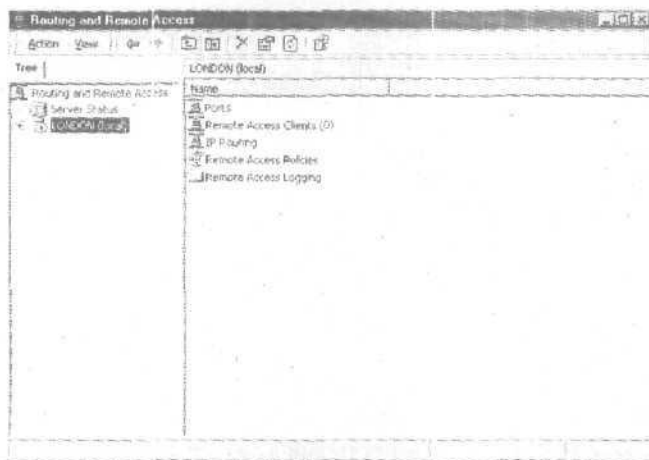 Routing and Remote Access
Action View
Tree
LONDON (local)
Routing and Remote Access
Server Status
LONDON (local)
Name
Ports
Remote Access Clients (0)
IP Routing
Remote Access Policies
Remote Access Logging